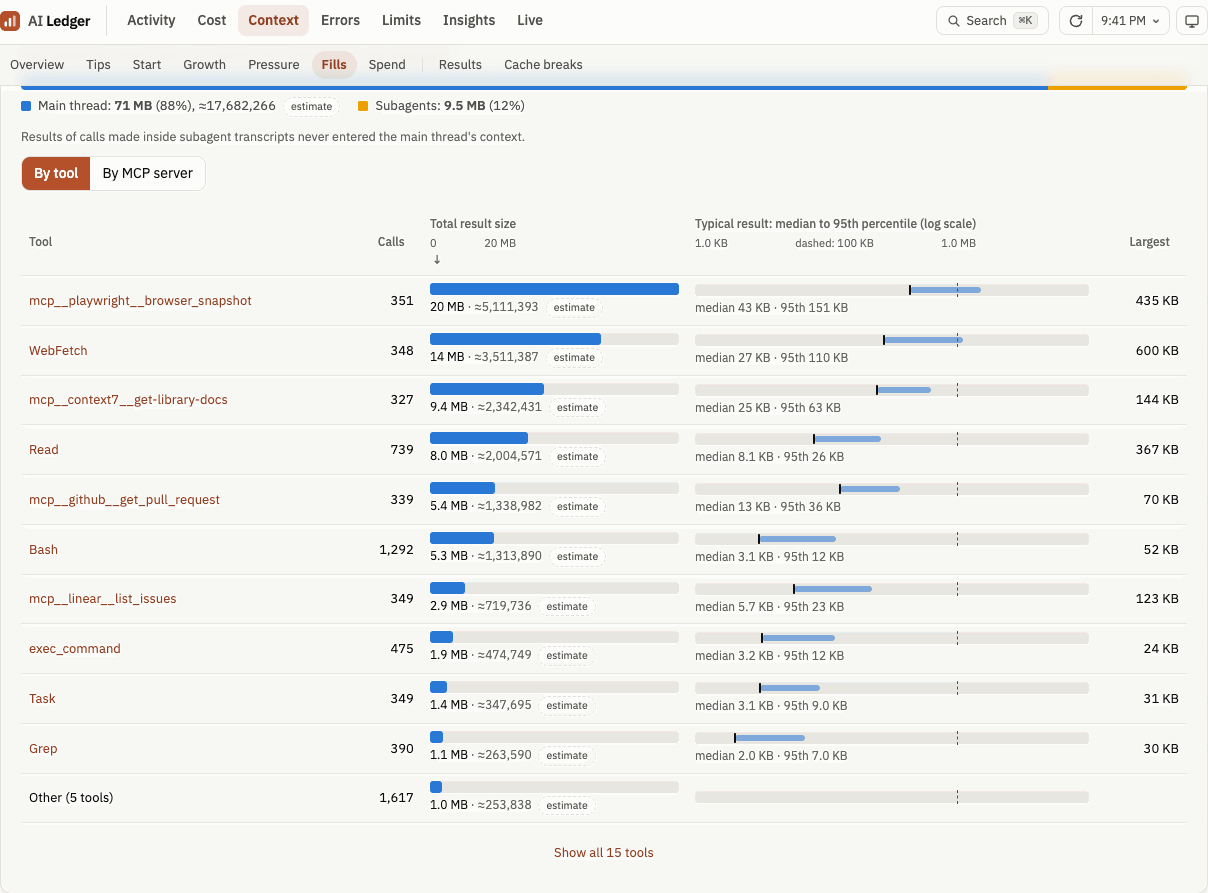 AI Ledger Activity Cost Context Errors Limits Insights Live Search ⌘K 9:41 PM
Overview Tips Start Growth Pressure Fills Spend Results Cache breaks
Main thread: 71 MB (88%), ≈17,682,266 estimate Subagents: 9.5 MB (12%)
Results of calls made inside subagent transcripts never entered the main thread's context.
By tool By MCP server
Tool Calls Total result size Typical result: median to 95th percentile (log scale) Largest
0 20 MB 1.0 KB dashed: 100 KB 1.0 MB
↓
mcp__playwright__browser_snapshot 351 20 MB · ≈5,111,393 estimate median 43 KB · 95th 151 KB 435 KB
WebFetch 348 14 MB · ≈3,511,387 estimate median 27 KB · 95th 110 KB 600 KB
mcp__context7__get-library-docs 327 9.4 MB · ≈2,342,431 estimate median 25 KB · 95th 63 KB 144 KB
Read 739 8.0 MB · ≈2,004,571 estimate median 8.1 KB · 95th 26 KB 367 KB
mcp__github__get_pull_request 339 5.4 MB · ≈1,338,982 estimate median 13 KB · 95th 36 KB 70 KB
Bash 1,292 5.3 MB · ≈1,313,890 estimate median 3.1 KB · 95th 12 KB 52 KB
mcp__linear__list_issues 349 2.9 MB · ≈719,736 estimate median 5.7 KB · 95th 23 KB 123 KB
exec_command 475 1.9 MB · ≈474,749 estimate median 3.2 KB · 95th 12 KB 24 KB
Task 349 1.4 MB · ≈347,695 estimate median 3.1 KB · 95th 9.0 KB 31 KB
Grep 390 1.1 MB · ≈263,590 estimate median 2.0 KB · 95th 7.0 KB 30 KB
Other (5 tools) 1,617 1.0 MB · ≈253,838 estimate
Show all 15 tools